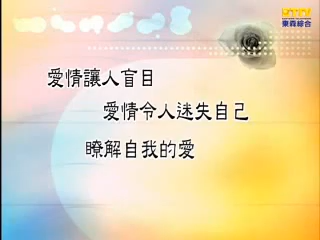 東森綜合
愛情讓人盲目
愛情令人迷失自己
瞭解自我的愛